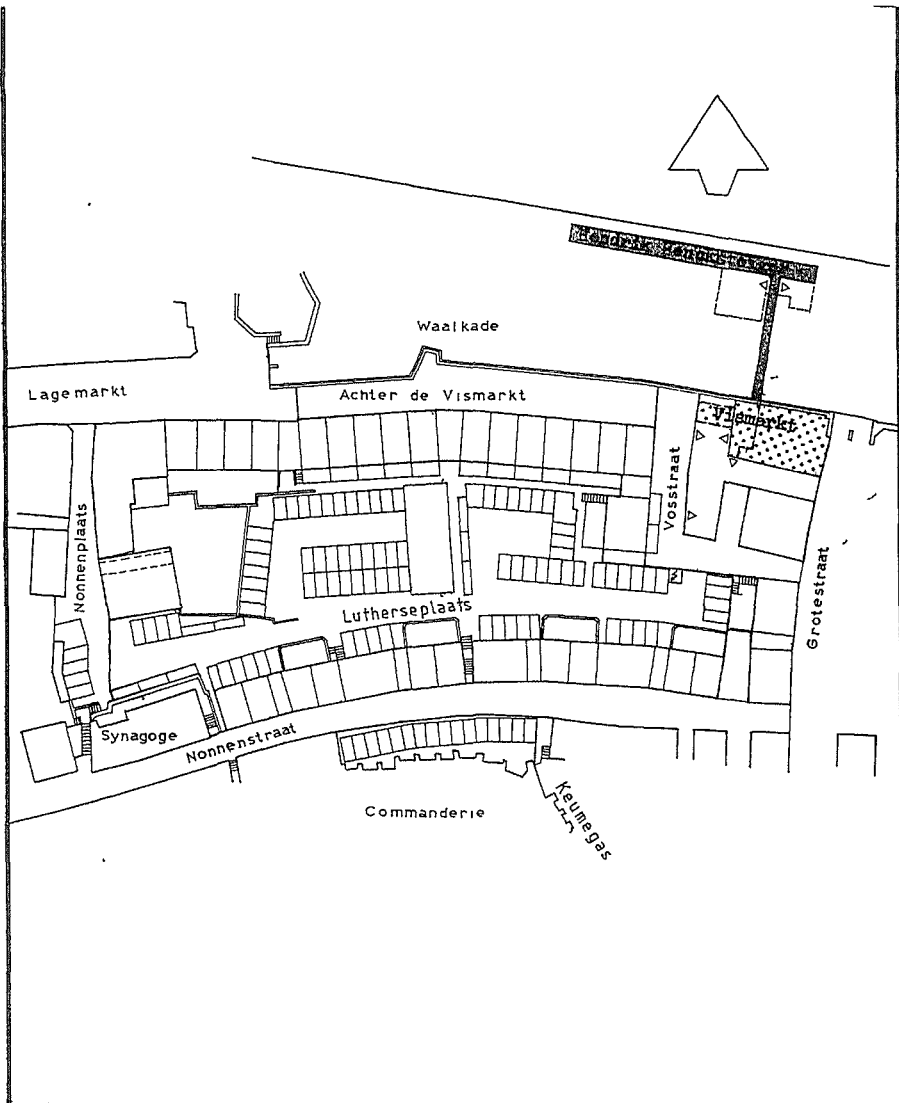 Waalkade
Lagemarkt
Achter de Vismarkt
Vismarkt
Vosstraat
Nonnenplaats
Grotestraat
Lutherseplaats
Synagoge
Nonnenstraat
Commanderie
Keumegas